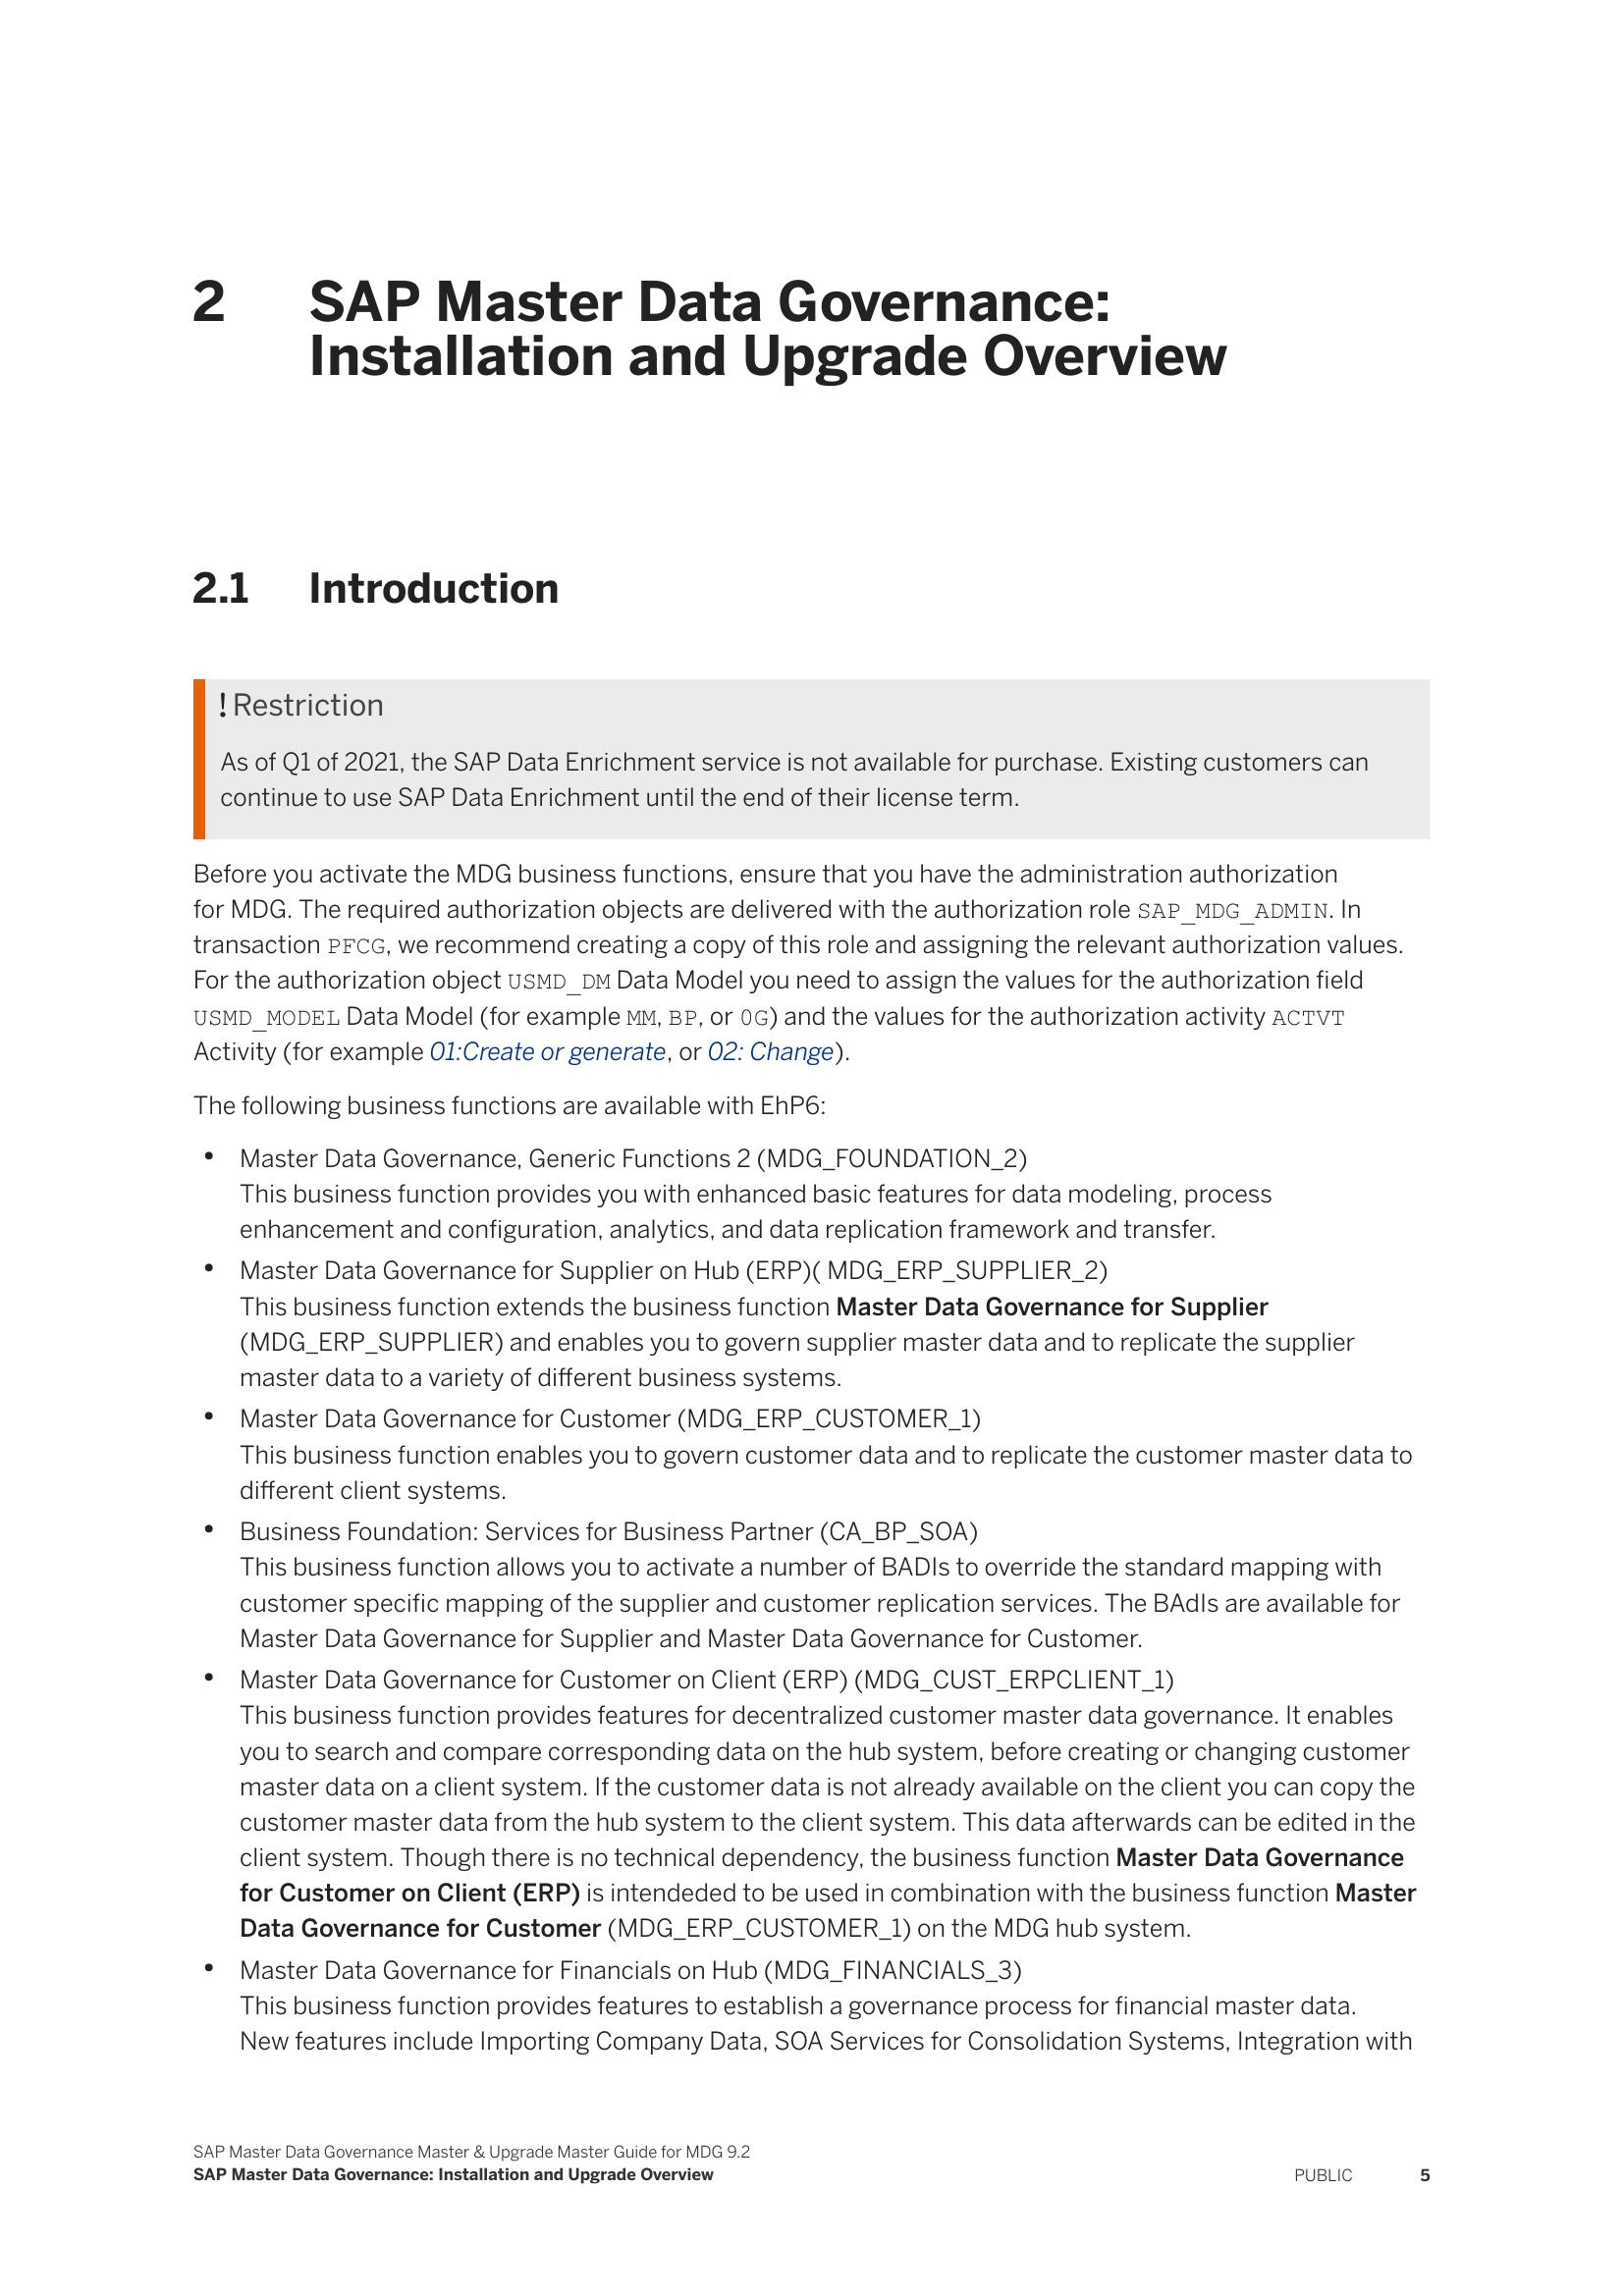 2 SAP Master Data Governance:
Installation and Upgrade Overview
2.1 Introduction
! Restriction
As of Q1 of 2021, the SAP Data Enrichment service is not available for purchase. Existing customers can
continue to use SAP Data Enrichment until the end of their license term.
Before you activate the MDG business functions, ensure that you have the administration authorization
for MDG. The required authorization objects are delivered with the authorization role SAP_MDG_ADMIN. In
transaction PFCG, we recommend creating a copy of this role and assigning the relevant authorization values.
For the authorization object USMD_DM Data Model you need to assign the values for the authorization field
USMD_MODEL Data Model (for example MM, BP, or 0G) and the values for the authorization activity ACTVT
Activity (for example 01:Create or generate, or 02: Change).
The following business functions are available with EhP6:
• Master Data Governance, Generic Functions 2 (MDG_FOUNDATION_2)
This business function provides you with enhanced basic features for data modeling, process
enhancement and configuration, analytics, and data replication framework and transfer.
• Master Data Governance for Supplier on Hub (ERP)( MDG_ERP_SUPPLIER_2)
This business function extends the business function Master Data Governance for Supplier
(MDG_ERP_SUPPLIER) and enables you to govern supplier master data and to replicate the supplier
master data to a variety of different business systems.
• Master Data Governance for Customer (MDG_ERP_CUSTOMER_1)
This business function enables you to govern customer data and to replicate the customer master data to
different client systems.
• Business Foundation: Services for Business Partner (CA_BP_SOA)
This business function allows you to activate a number of BADIs to override the standard mapping with
customer specific mapping of the supplier and customer replication services. The BAdIs are available for
Master Data Governance for Supplier and Master Data Governance for Customer.
• Master Data Governance for Customer on Client (ERP) (MDG_CUST_ERPCLIENT_1)
This business function provides features for decentralized customer master data governance. It enables
you to search and compare corresponding data on the hub system, before creating or changing customer
master data on a client system. If the customer data is not already available on the client you can copy the
customer master data from the hub system to the client system. This data afterwards can be edited in the
client system. Though there is no technical dependency, the business function Master Data Governance
for Customer on Client (ERP) is intendeded to be used in combination with the business function Master
Data Governance for Customer (MDG_ERP_CUSTOMER_1) on the MDG hub system.
• Master Data Governance for Financials on Hub (MDG_FINANCIALS_3)
This business function provides features to establish a governance process for financial master data.
New features include Importing Company Data, SOA Services for Consolidation Systems, Integration with
SAP Master Data Governance Master & Upgrade Master Guide for MDG 9.2
SAP Master Data Governance: Installation and Upgrade Overview PUBLIC 5